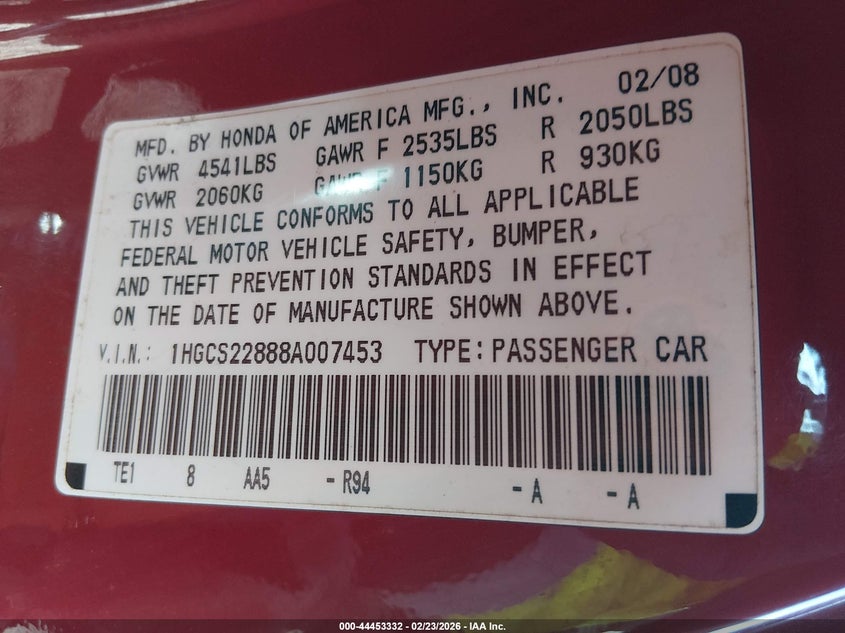 02/08
MFD. BY HONDA OF AMERICA MFG., INC.
GVWR 4541LBS GAWR F 2535LBS R 2050LBS
GVWR 2060KG GAWR F 1150KG R 930KG
THIS VEHICLE CONFORMS TO ALL APPLICABLE
FEDERAL MOTOR VEHICLE SAFETY, BUMPER,
AND THEFT PREVENTION STANDARDS IN EFFECT
ON THE DATE OF MANUFACTURE SHOWN ABOVE.
V.I.N.: 1HGCS22888A007453 TYPE: PASSENGER CAR
TE1 8 AA5 - R94 - A - A
000-44453332 - 02/23/2026 - IAA Inc.